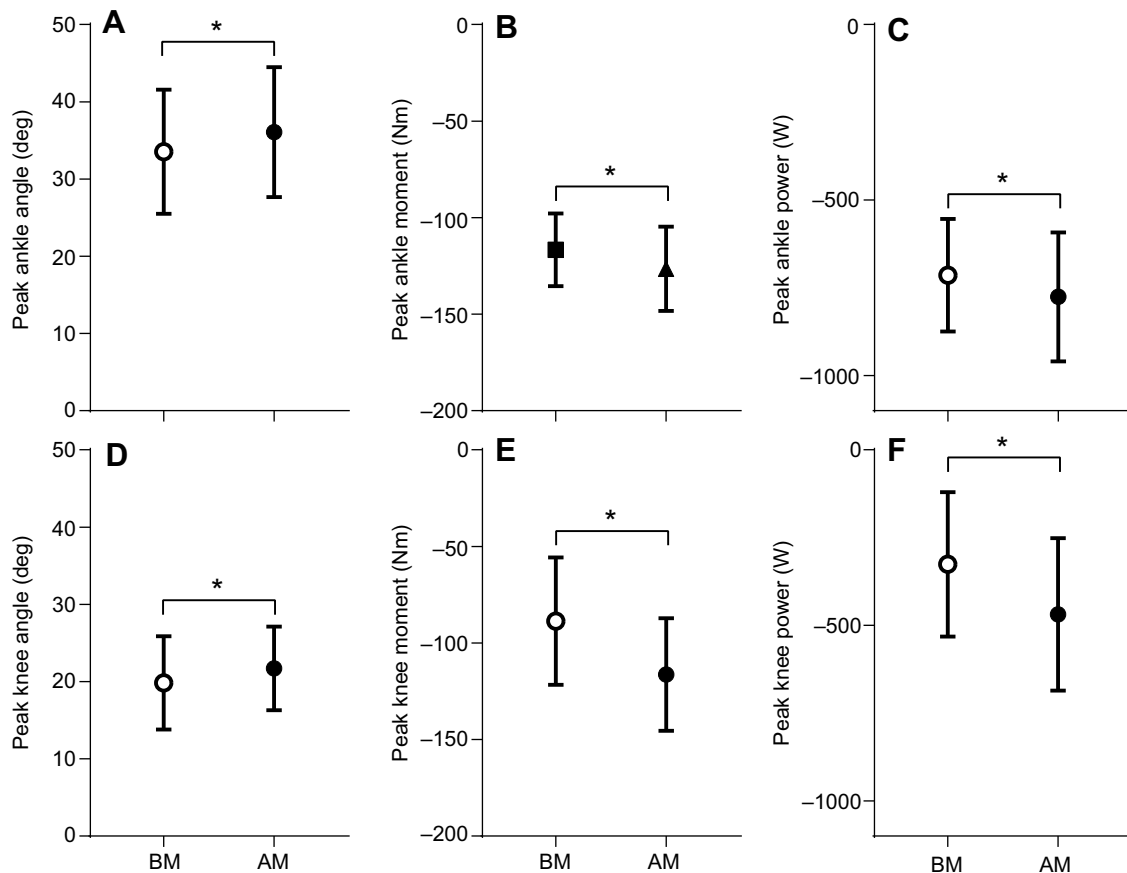 A
*
Peak ankle angle (deg)
50
40
30
20
10
0
B
*
Peak ankle moment (Nm)
0
–50
–100
–150
–200
C
*
Peak ankle power (W)
0
–500
–1000
D
*
Peak knee angle (deg)
50
40
30
20
10
0
BM AM
E
*
Peak knee moment (Nm)
0
–50
–100
–150
–200
BM AM
F
*
Peak knee power (W)
0
–500
–1000
BM AM